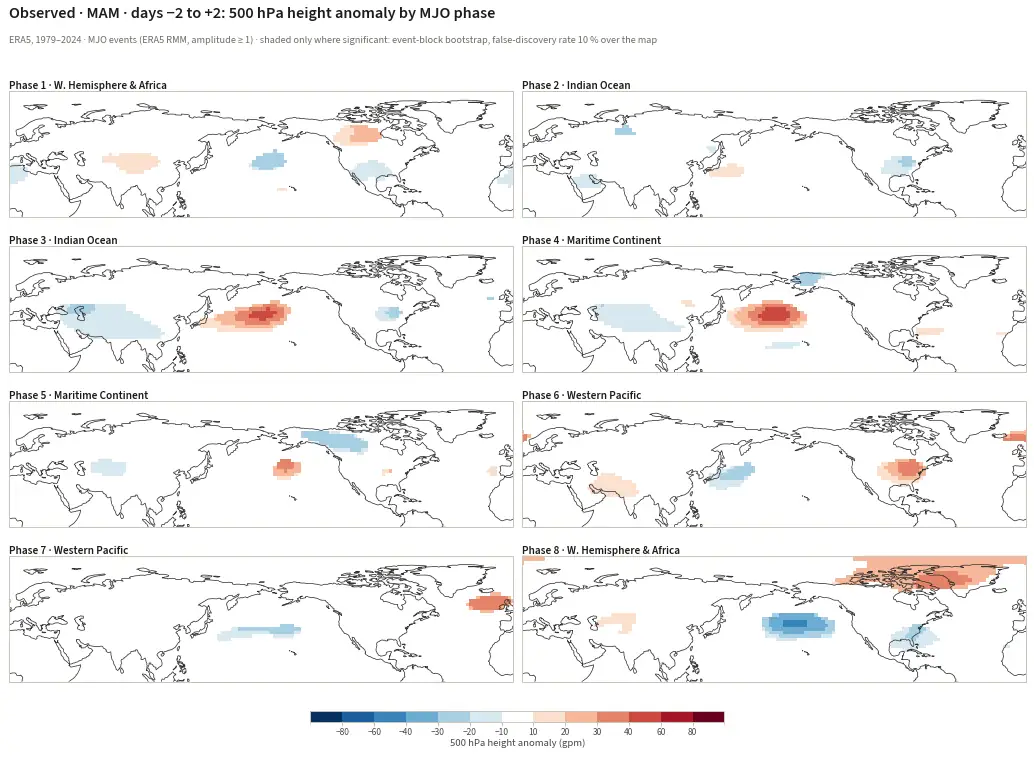 Observed · MAM · days −2 to +2: 500 hPa height anomaly by MJO phase
ERA5, 1979–2024 · MJO events (ERA5 RMM, amplitude ≥ 1) · shaded only where significant: event-block bootstrap, false-discovery rate 10 % over the map
Phase 1 · W. Hemisphere & Africa
Phase 2 · Indian Ocean
Phase 3 · Indian Ocean
Phase 4 · Maritime Continent
Phase 5 · Maritime Continent
Phase 6 · Western Pacific
Phase 7 · Western Pacific
Phase 8 · W. Hemisphere & Africa
−80 −60 −40 −30 −20 −10 10 20 30 40 60 80
500 hPa height anomaly (gpm)